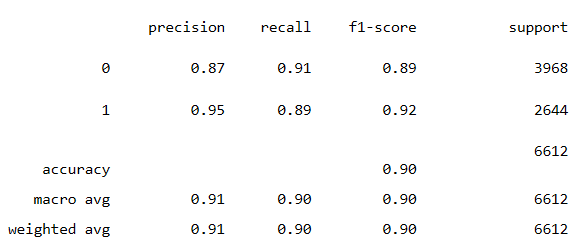 precision recall f1-score support
0 0.87 0.91 0.89 3968
1 0.95 0.89 0.92 2644
6612
accuracy 0.90
macro avg 0.91 0.90 0.90 6612
weighted avg 0.91 0.90 0.90 6612